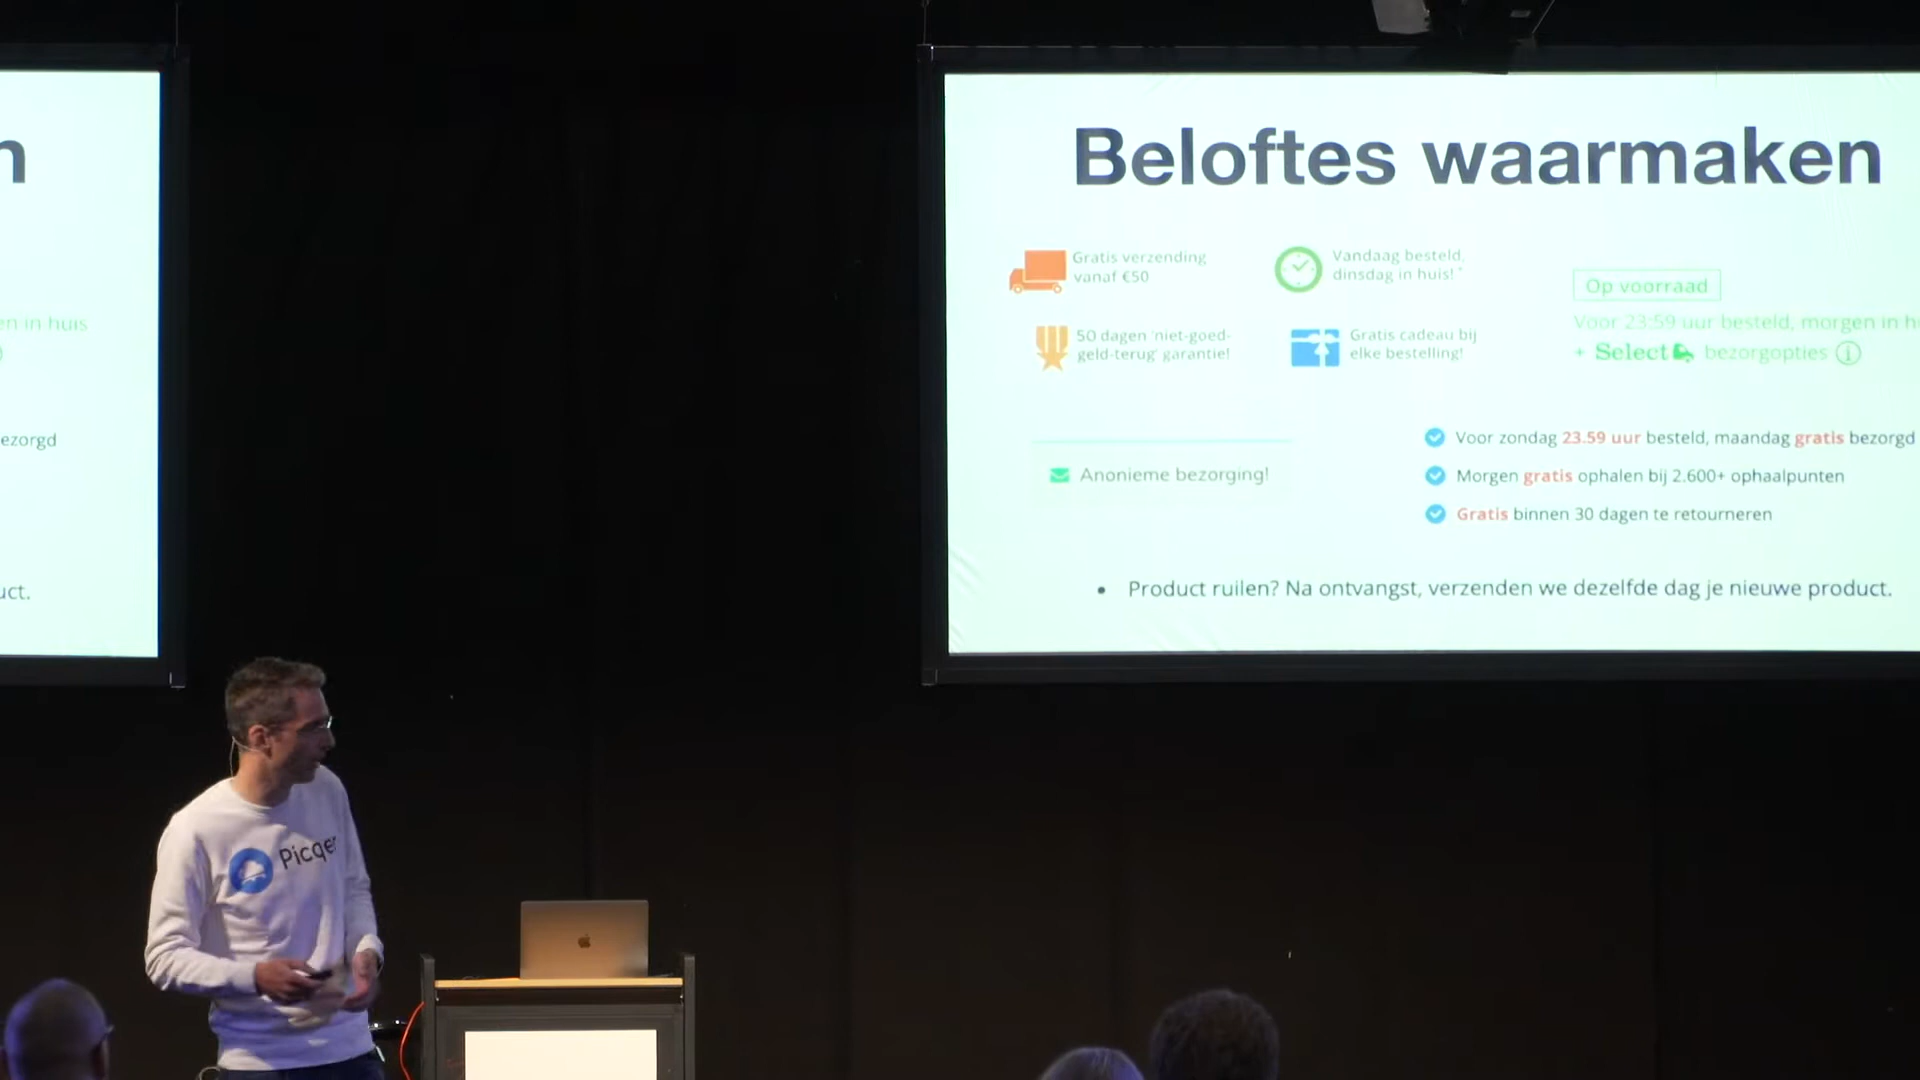 n
en in huis
ezorgd
uct.
Beloftes waarmaken
Gratis verzending
vanaf €50
Vandaag besteld,
dinsdag in huis!*
50 dagen 'niet-goed-
geld-terug' garantie!
Gratis cadeau bij
elke bestelling!
Op voorraad
Voor 23:59 uur besteld, morgen in h
+ Select bezorgopties i
Anonieme bezorging!
Voor zondag 23.59 uur besteld, maandag gratis bezorgd
Morgen gratis ophalen bij 2.600+ ophaalpunten
Gratis binnen 30 dagen te retourneren
• Product ruilen? Na ontvangst, verzenden we dezelfde dag je nieuwe product.
Picqer